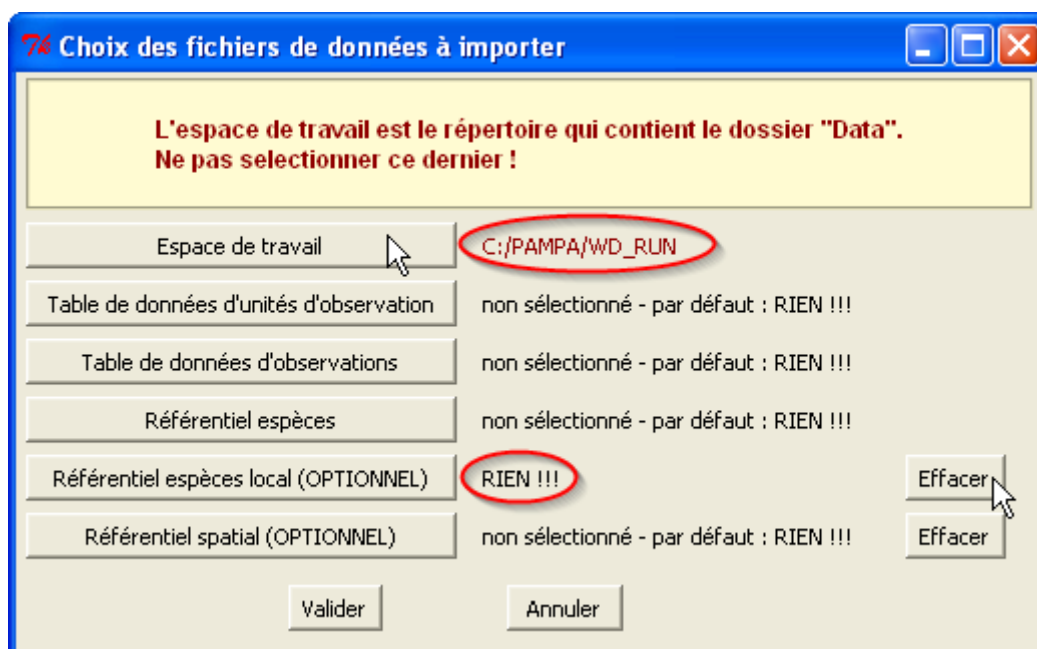 Choix des fichiers de données à importer
L'espace de travail est le répertoire qui contient le dossier "Data".
Ne pas selectionner ce dernier !
Espace de travail C:/PAMPA/WD_RUN
Table de données d'unités d'observation non sélectionné - par défaut : RIEN !!!
Table de données d'observations non sélectionné - par défaut : RIEN !!!
Référentiel espèces non sélectionné - par défaut : RIEN !!!
Référentiel espèces local (OPTIONNEL) RIEN !!! Effacer
Référentiel spatial (OPTIONNEL) non sélectionné - par défaut : RIEN !!! Effacer
Valider Annuler